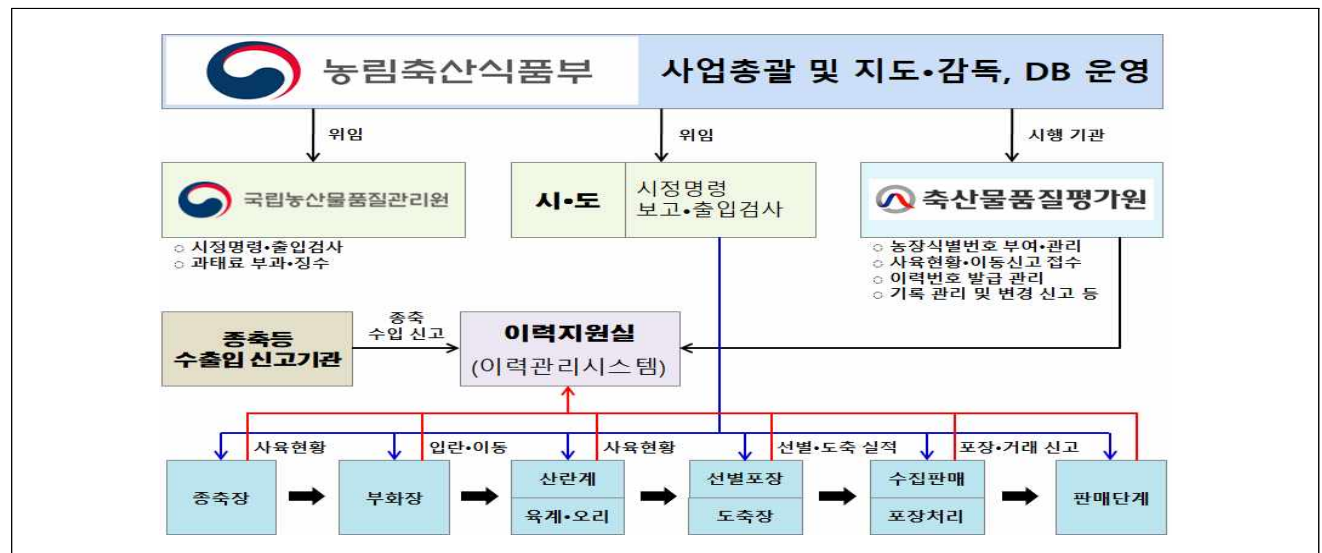 농림축산식품부 사업총괄 및 지도•감독, DB 운영
위임
위임
시행 기관
국립농산물품질관리원
시•도
시정명령
보고•출입검사
축산물품질평가원
○ 시정명령•출입검사
○ 과태료 부과•징수
○ 농장식별번호 부여•관리
○ 사육현황•이동신고 접수
○ 이력번호 발급 관리
○ 기록 관리 및 변경 신고 등
종축등
수출입 신고기관
종축
수입 신고
이력지원실
(이력관리시스템)
사육현황
입란•이동
사육현황
선별•도축 실적
포장•거래 신고
종축장
부화장
산란계
육계•오리
선별포장
도축장
수집판매
포장처리
판매단계